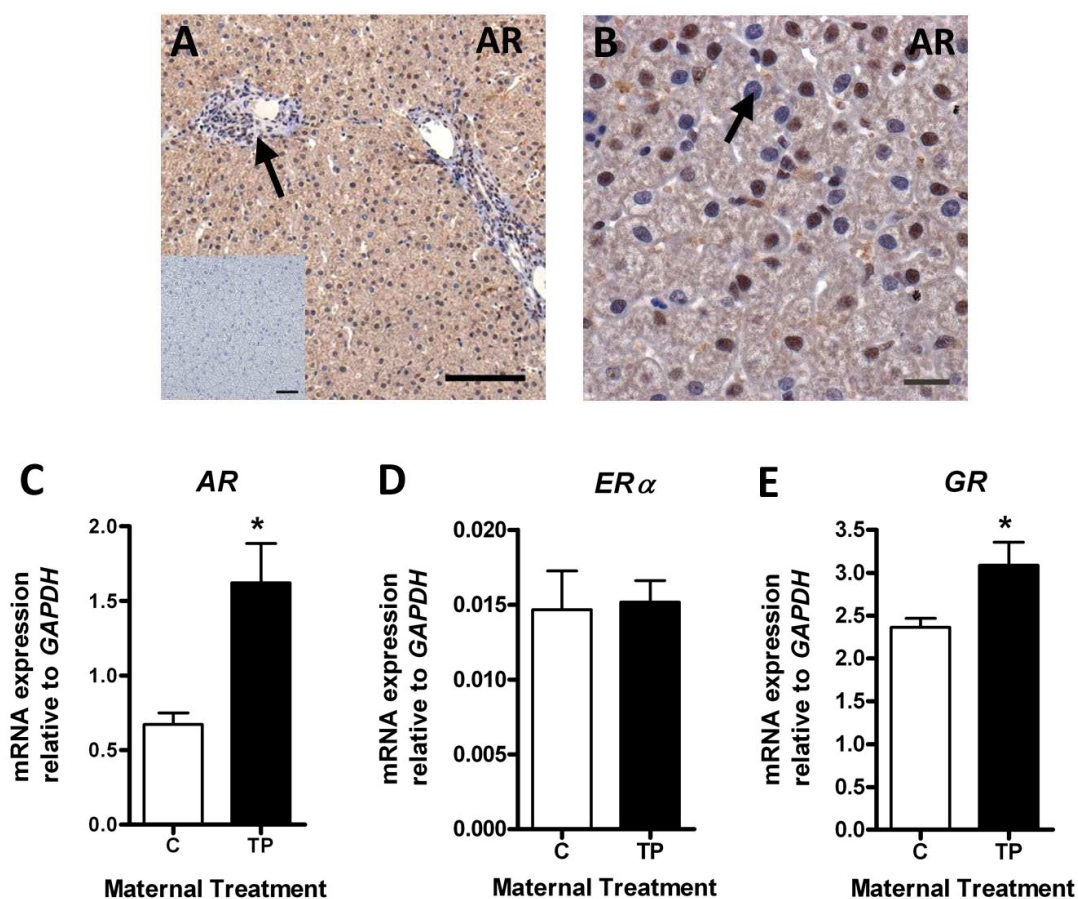 A
AR
B
AR
C
AR
mRNA expression
relative to GAPDH
2.0
1.5
1.0
0.5
0.0
*
C
TP
Maternal Treatment
D
ERα
mRNA expression
relative to GAPDH
0.020
0.015
0.010
0.005
0.000
C
TP
Maternal Treatment
E
GR
mRNA expression
relative to GAPDH
3.5
3.0
2.5
2.0
1.5
1.0
0.5
0.0
*
C
TP
Maternal Treatment